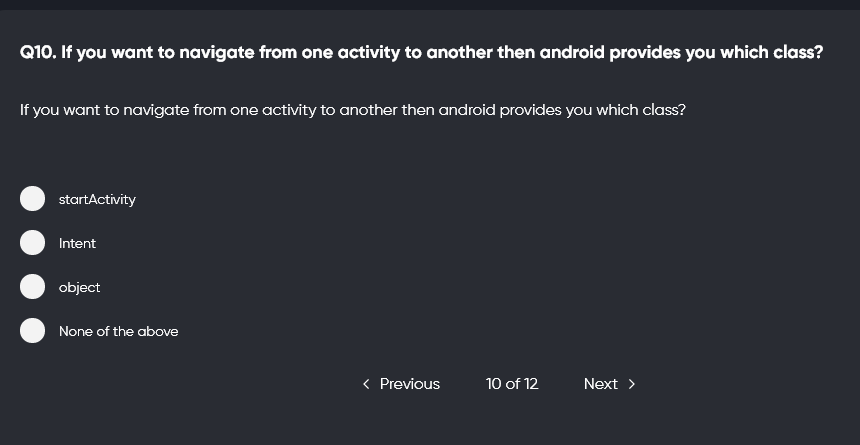 Q10. If you want to navigate from one activity to another then android provides you which class?
If you want to navigate from one activity to another then android provides you which class?
startActivity
Intent
object
None of the above
< Previous 10 of 12 Next >